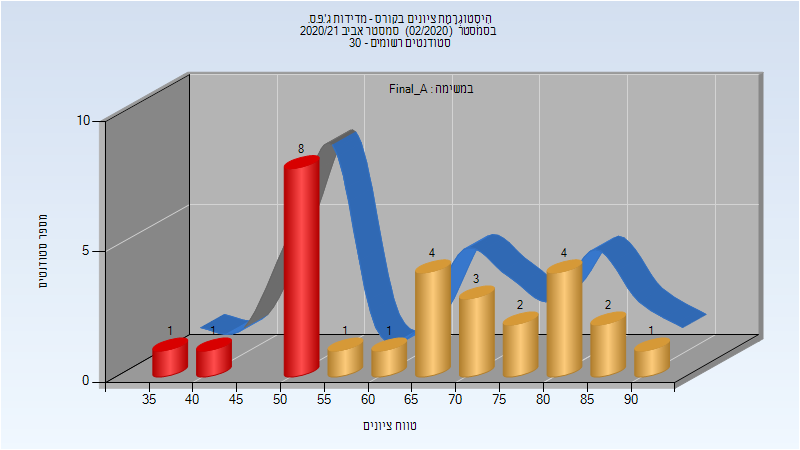 היסטוגרמת ציונים בקורס - מדידות ג'פ.ס.
בסמסטר (02/2020) סמסטר אביב 2020/21
סטודנטים רשומים - 30
במשימה : Final_A
מספר סטודנטים
10
5
0
8
1
1
1
1
4
3
2
4
2
1
35 40 45 50 55 60 65 70 75 80 85 90
טווח ציונים